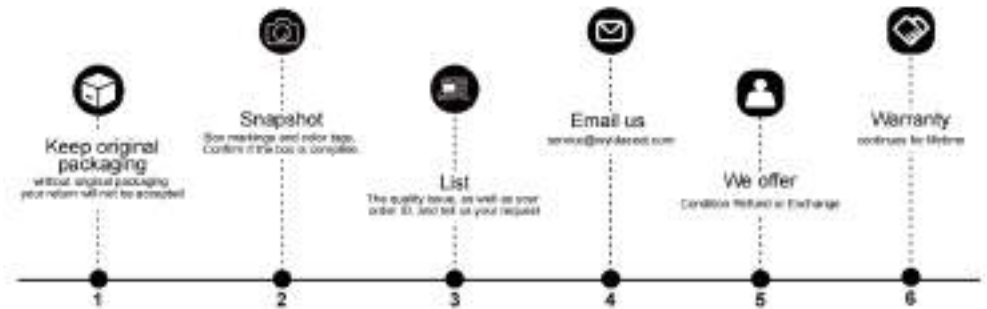 Keep original
packaging
without original packaging
your return will not be accepted
1
Snapshot
Box markings and color tags.
Confirm if the box is complete.
2
List
The quality issue, as well as your
order ID, and tell us your request
3
Email us
4
We offer
Condition Refund or Exchange
5
Warranty
continues for lifetime
6